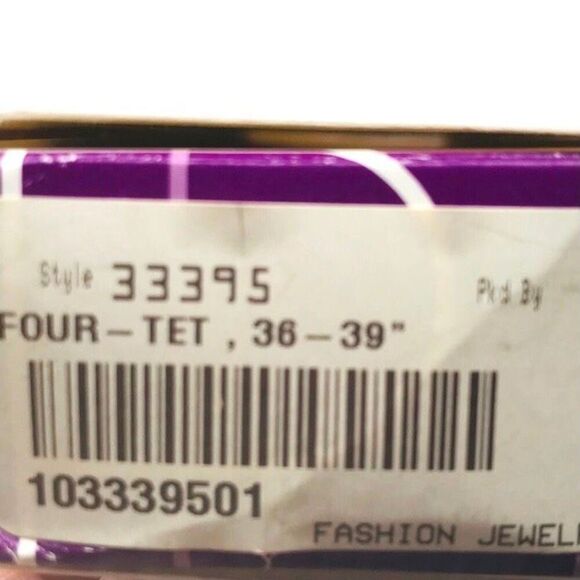 Style 33395 Pkd By
FOUR-TET , 36-39"
103339501
FASHION JEWEL